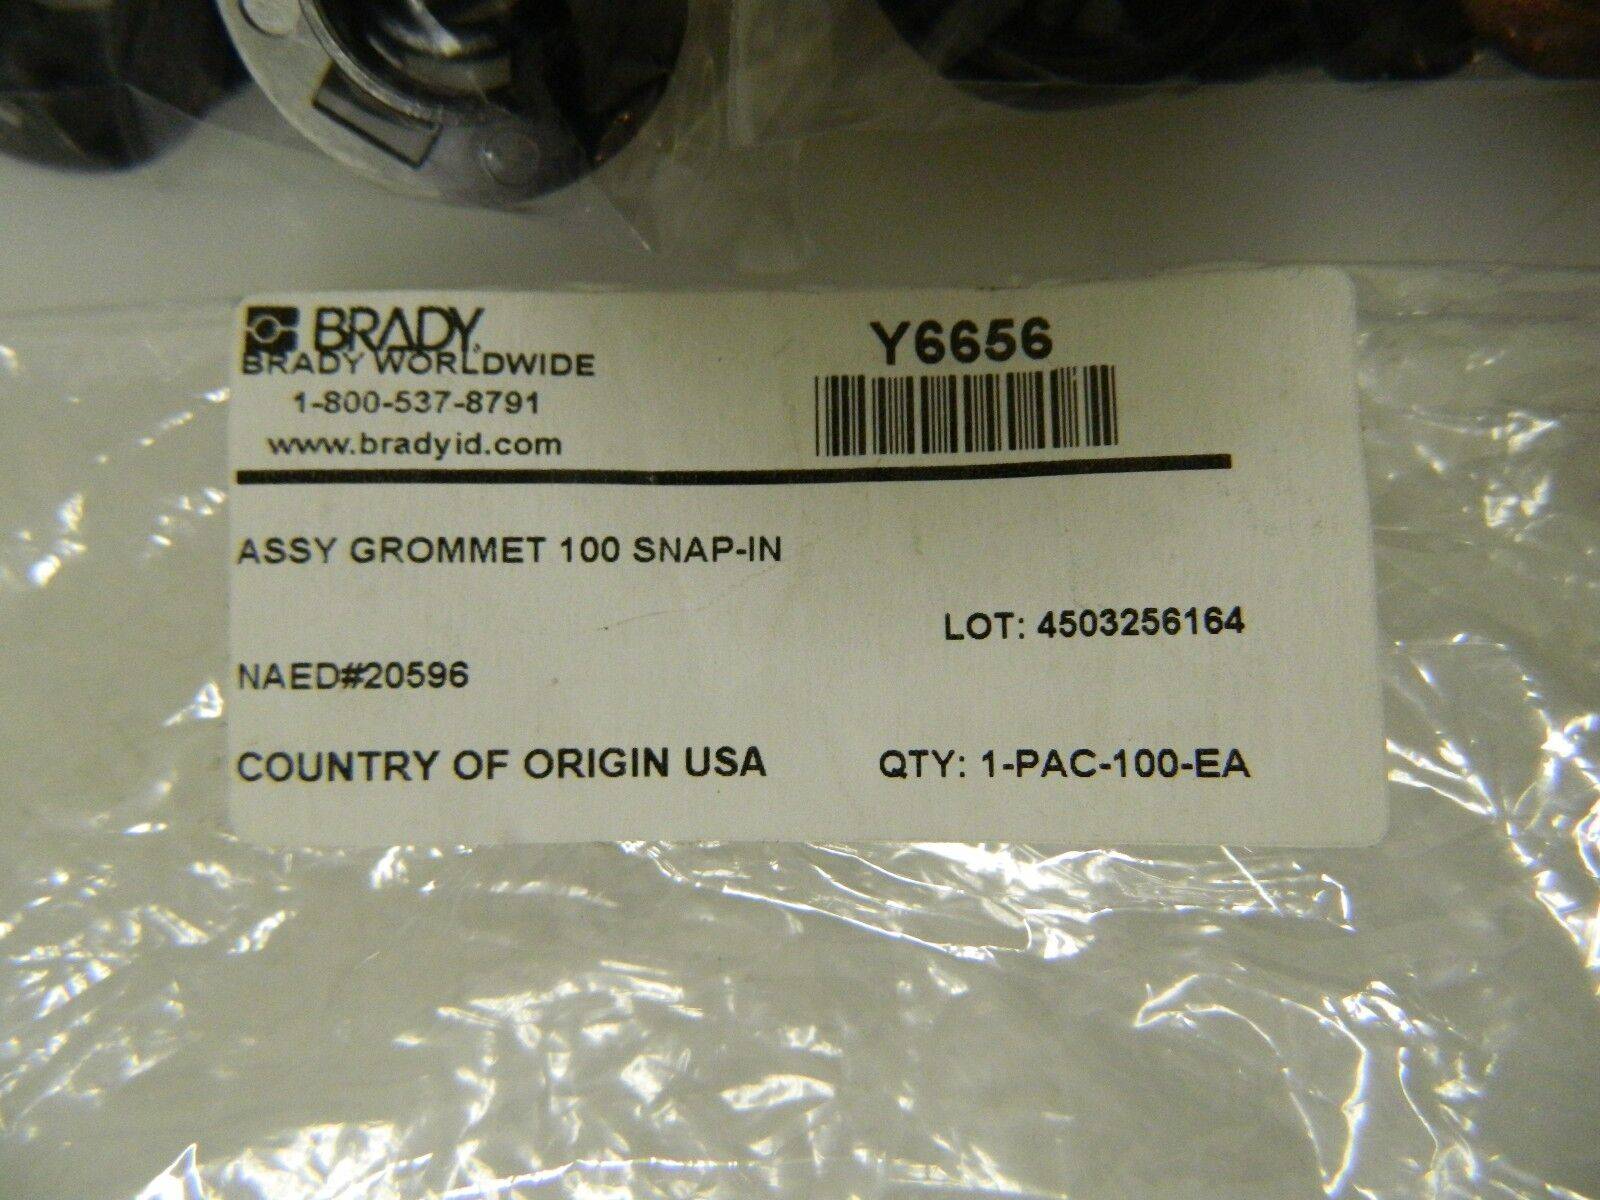 BRADY
BRADY WORLDWIDE
1-800-537-8791
www.bradyid.com
Y6656
ASSY GROMMET 100 SNAP-IN
LOT: 4503256164
NAED#20596
COUNTRY OF ORIGIN USA
QTY: 1-PAC-100-EA